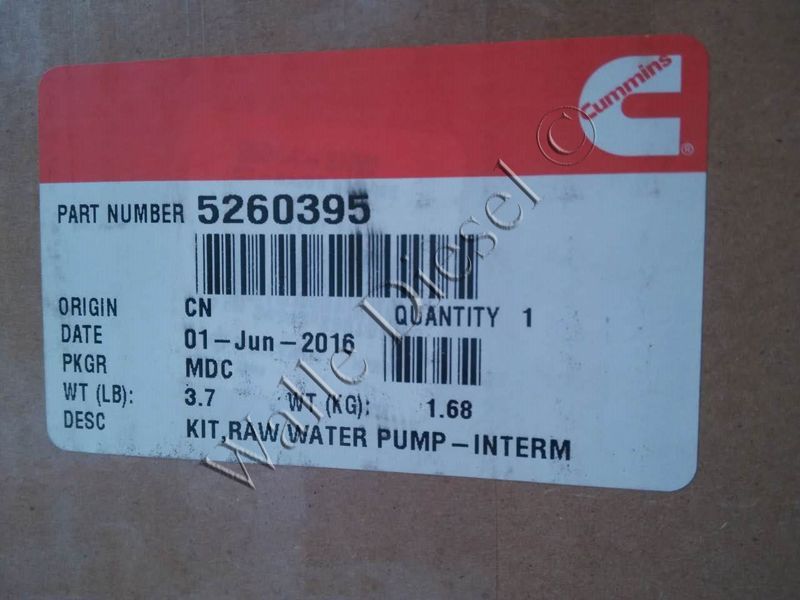 Cummins
®
PART NUMBER 5260395
ORIGIN CN QUANTITY 1
DATE 01-Jun-2016
PKGR MDC
WT (LB): 3.7 WT (KG): 1.68
DESC KIT,RAW WATER PUMP-INTERM
Walle Diesel ©